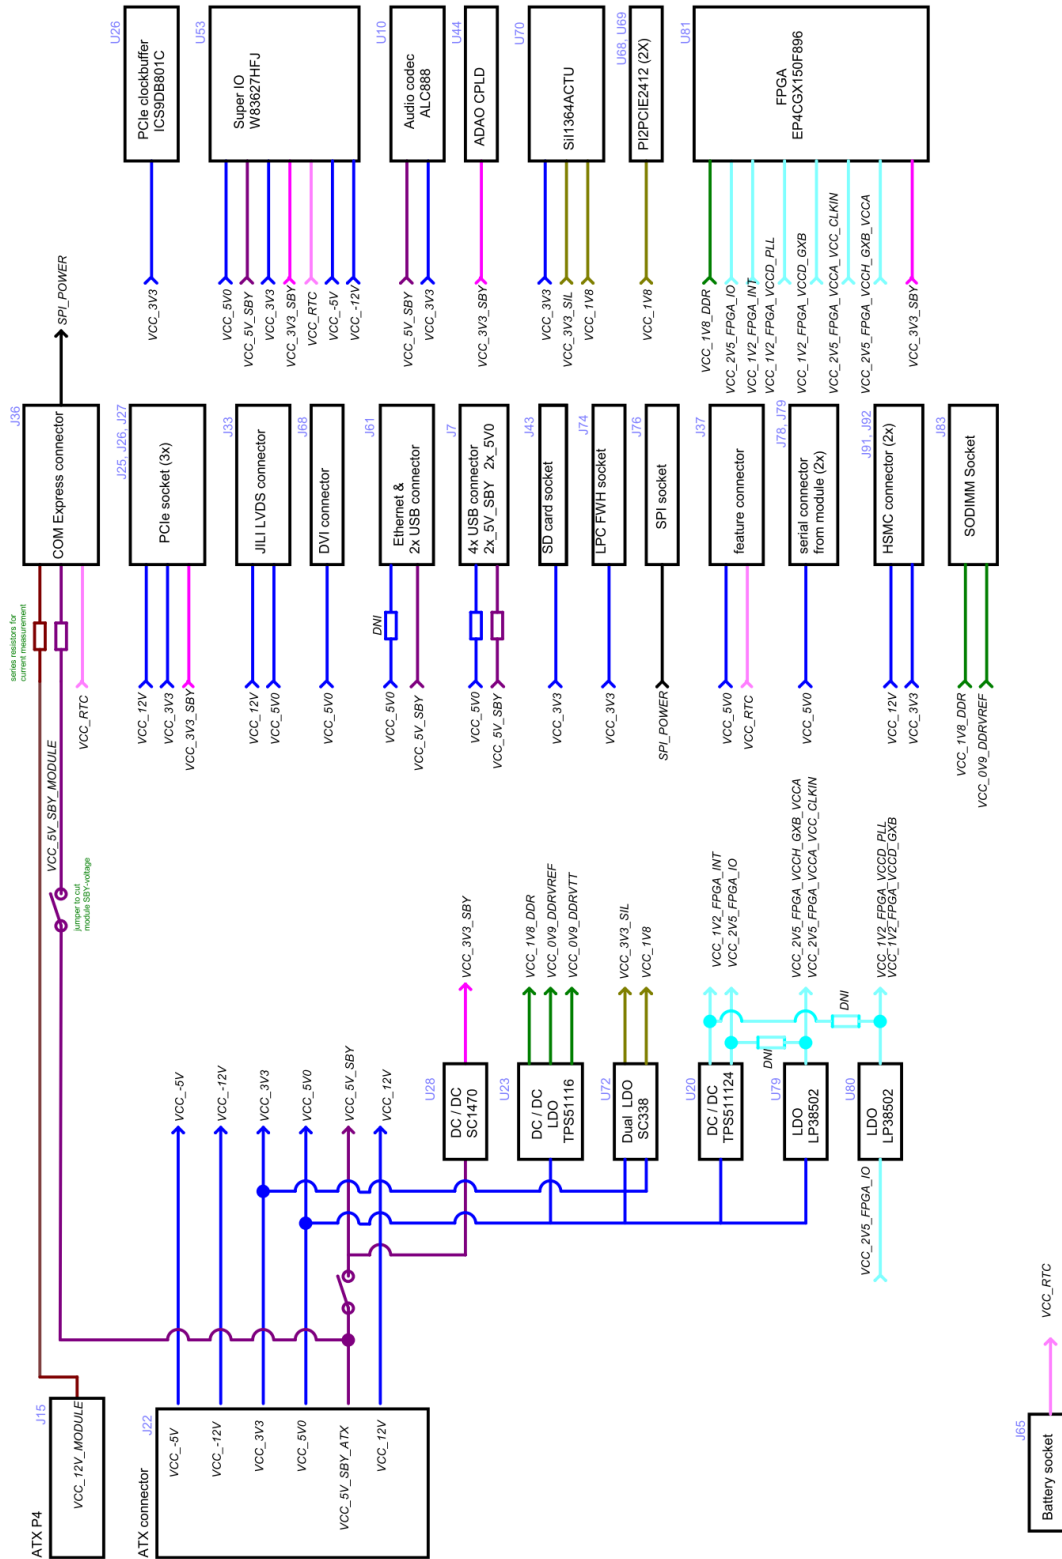 ATX P4
J15
VCC_12V_MODULE
ATX connector
J22
VCC_-5V
VCC_-12V
VCC_3V3
VCC_5V0
VCC_5V_SBY_ATX
VCC_12V
J65
Battery socket
VCC_RTC
VCC_-5V
VCC_-12V
VCC_3V3
VCC_5V0
VCC_5V_SBY
VCC_12V
jumper to cut
module SBY-voltage
VCC_5V_SBY_MODULE
series resistors for
current measurement
U28
DC / DC
SC1470
VCC_3V3_SBY
U23
DC / DC
LDO
TPS51116
VCC_1V8_DDR
VCC_0V9_DDRVREF
VCC_0V9_DDRVTT
U72
Dual LDO
SC338
VCC_3V3_SIL
VCC_1V8
U20
DC / DC
TPS511124
VCC_1V2_FPGA_INT
VCC_2V5_FPGA_IO
DNI
U79
LDO
LP38502
VCC_2V5_FPGA_VCCH_GXB_VCCA
VCC_2V5_FPGA_VCCA_VCC_CLKIN
DNI
VCC_2V5_FPGA_IO
U80
LDO
LP38502
VCC_1V2_FPGA_VCCD_PLL
VCC_1V2_FPGA_VCCD_GXB
J36
COM Express connector
VCC_RTC
SPI_POWER
J25, J26, J27
PCIe socket (3x)
VCC_12V
VCC_3V3
VCC_3V3_SBY
J33
JILI LVDS connector
VCC_12V
VCC_5V0
J68
DVI connector
VCC_5V0
J61
Ethernet &
2x USB connector
DNI
VCC_5V0
VCC_5V_SBY
J7
4x USB connector
2x_5V_SBY 2x_5V0
VCC_5V0
VCC_5V_SBY
J43
SD card socket
VCC_3V3
J74
LPC FWH socket
VCC_3V3
J76
SPI socket
SPI_POWER
J37
feature connector
VCC_5V0
VCC_RTC
J78, J79
serial connector
from module (2x)
VCC_5V0
J91, J92
HSMC connector (2x)
VCC_12V
VCC_3V3
J83
SODIMM Socket
VCC_1V8_DDR
VCC_0V9_DDRVREF
U26
PCIe clockbuffer
ICS9DB801C
VCC_3V3
U53
Super IO
W83627HFJ
VCC_5V0
VCC_5V_SBY
VCC_3V3
VCC_3V3_SBY
VCC_RTC
VCC_-5V
VCC_-12V
U10
Audio codec
ALC888
VCC_5V_SBY
VCC_3V3
U44
ADAO CPLD
VCC_3V3_SBY
U70
SiI1364ACTU
VCC_3V3
VCC_3V3_SIL
VCC_1V8
U68, U69
PI2PCIE2412 (2X)
VCC_1V8
U81
FPGA
EP4CGX150F896
VCC_1V8_DDR
VCC_2V5_FPGA_IO
VCC_1V2_FPGA_INT
VCC_1V2_FPGA_VCCD_PLL
VCC_1V2_FPGA_VCCD_GXB
VCC_2V5_FPGA_VCCA_VCC_CLKIN
VCC_2V5_FPGA_VCCH_GXB_VCCA
VCC_3V3_SBY